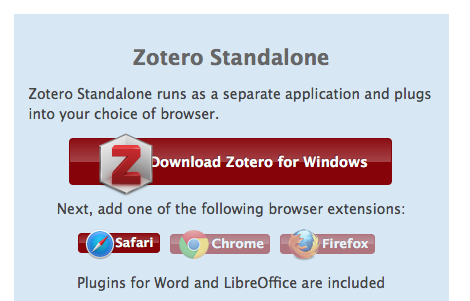 Zotero Standalone
Zotero Standalone runs as a separate application and plugs
into your choice of browser.
Z Download Zotero for Windows
Next, add one of the following browser extensions:
Safari Chrome Firefox
Plugins for Word and LibreOffice are included